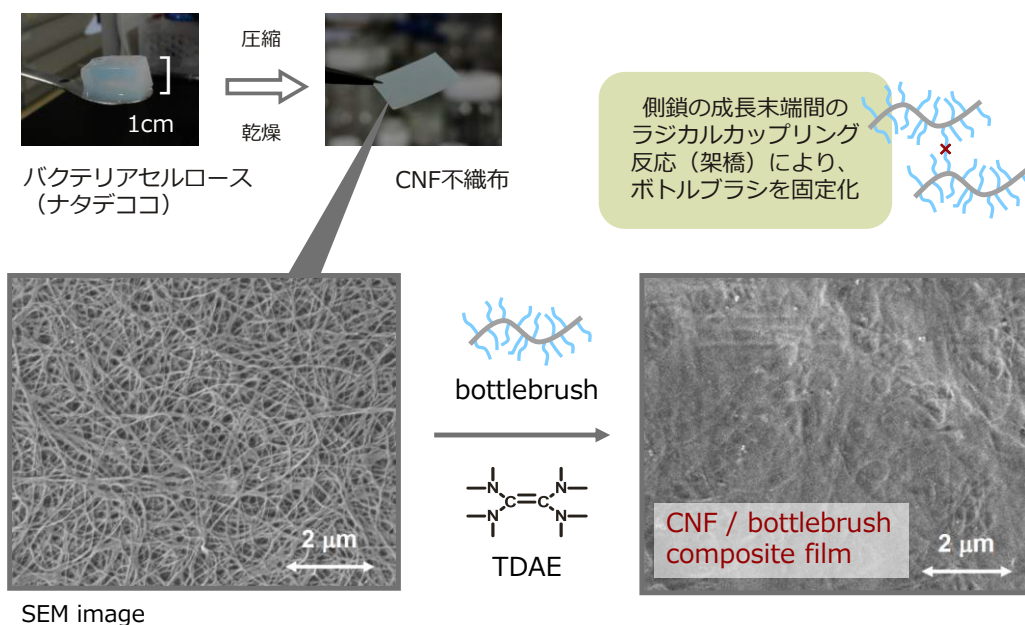 圧縮
乾燥
1cm
バクテリアセルロース
（ナタデココ）
CNF不織布
側鎖の成長末端間の
ラジカルカップリング
反応（架橋）により、
ボトルブラシを固定化
×
2 μm
SEM image
bottlebrush
N
N
C
C
N
N
TDAE
CNF / bottlebrush
composite film
2 μm